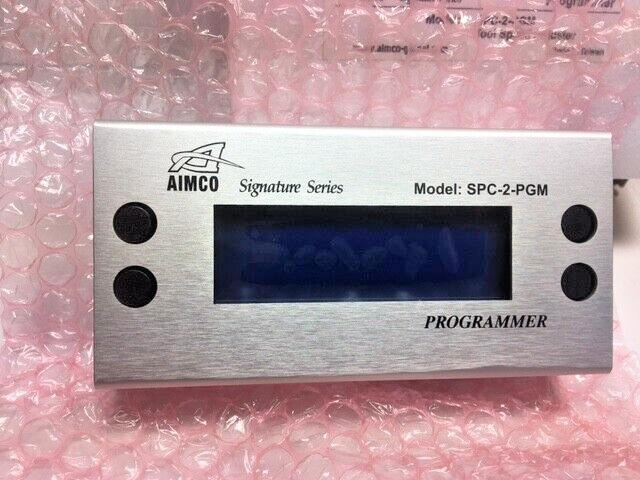 AIMCO
Signature Series
Model: SPC-2-PGM
PROGRAMMER